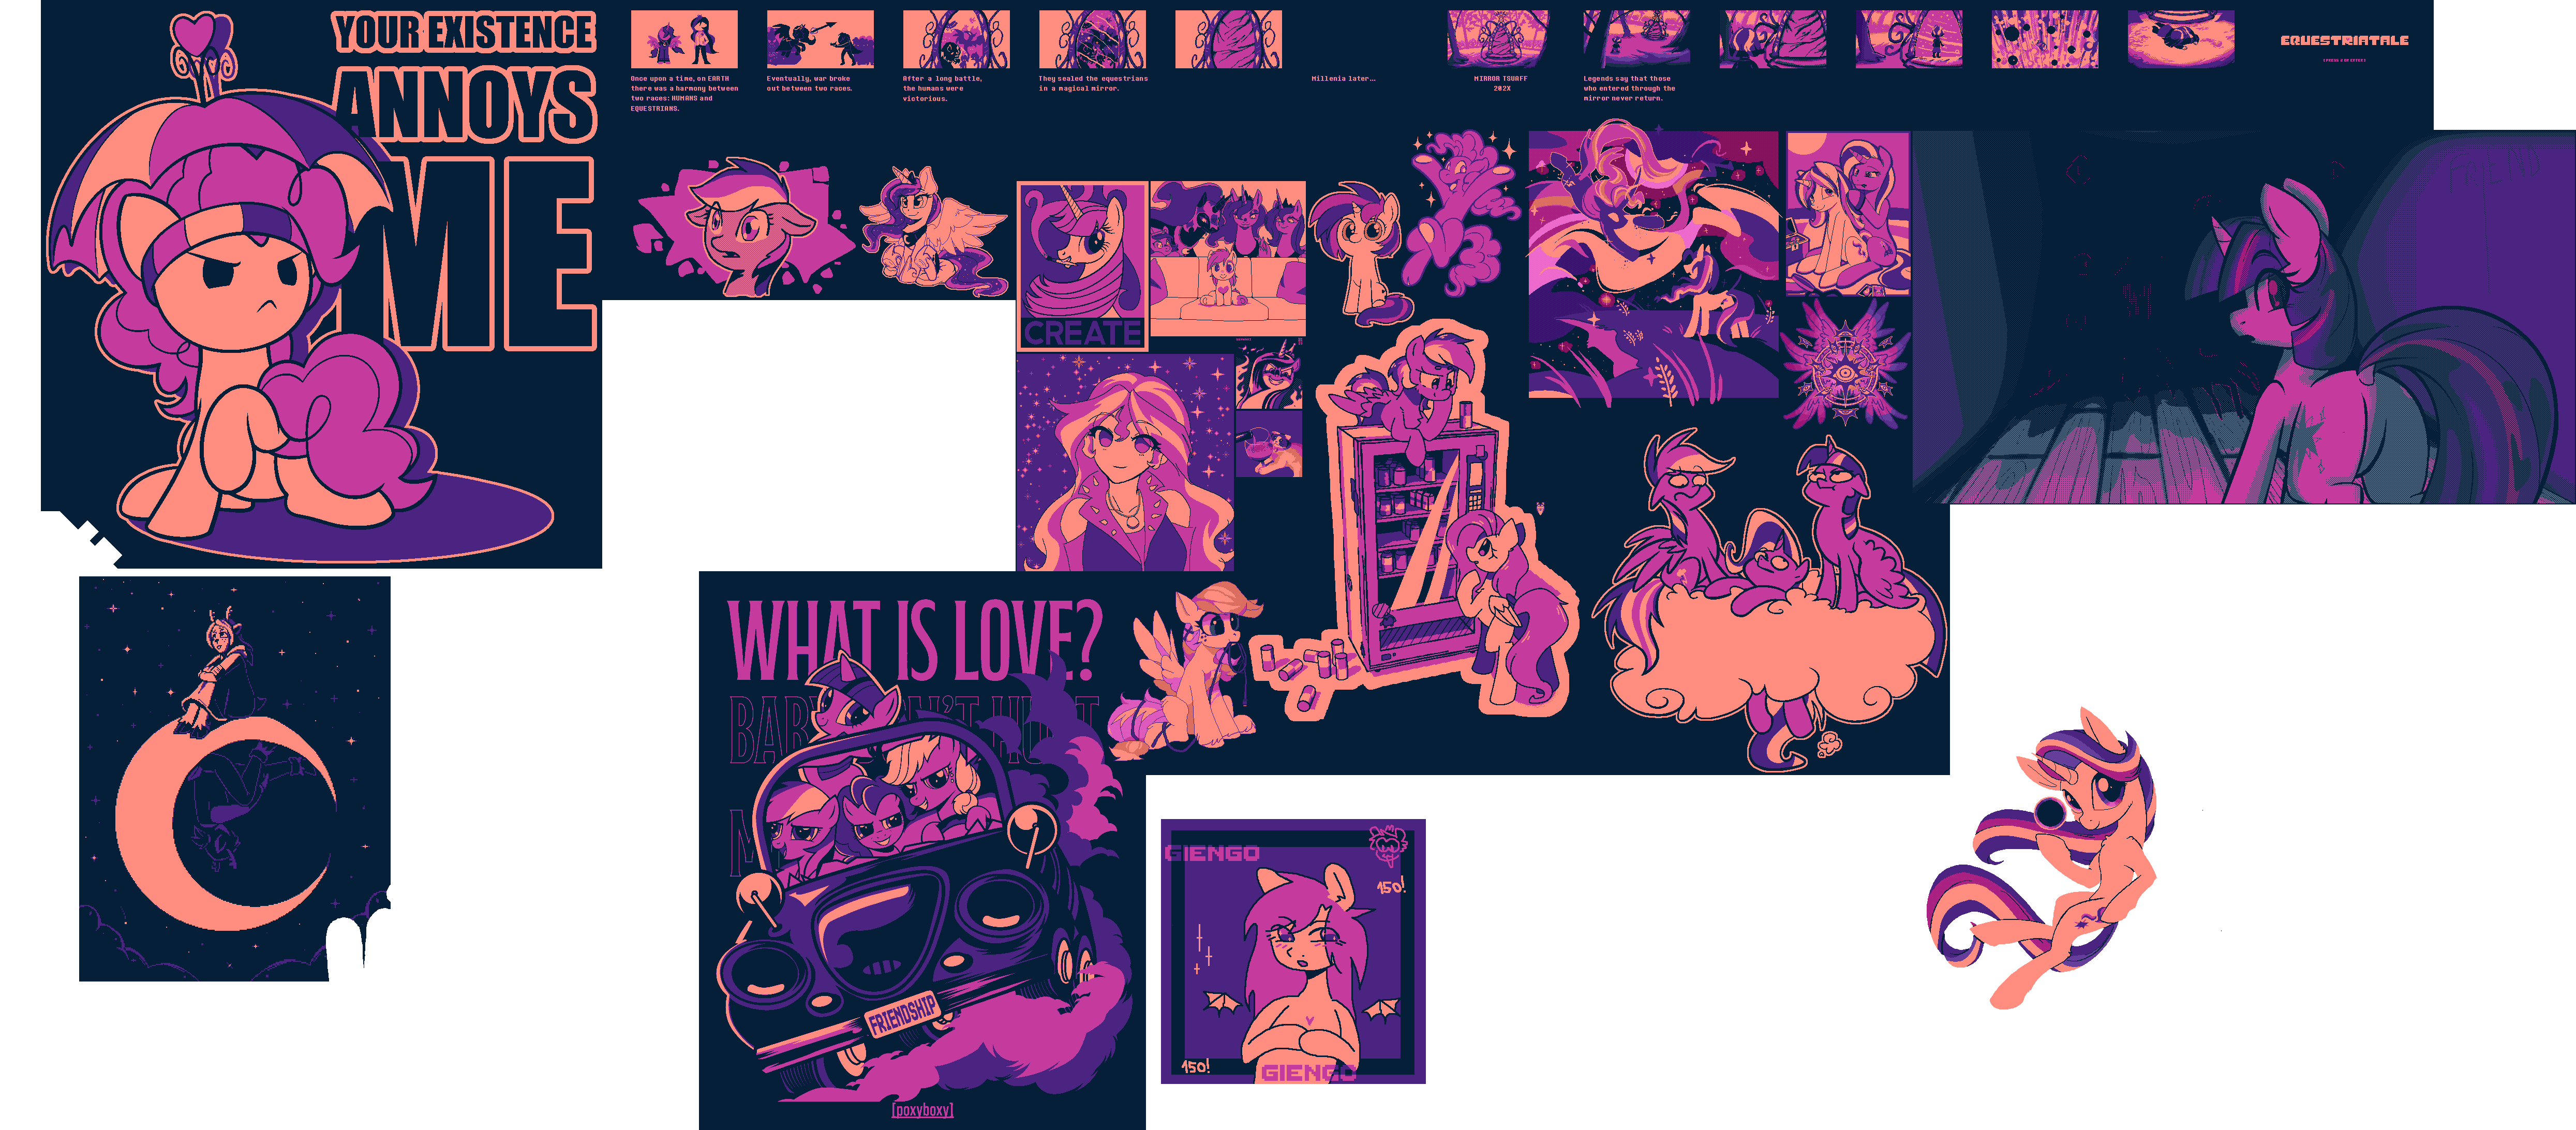 YOUR EXISTENCE
ANNOYS
ME
Once upon a time, on EARTH
there was a harmony between
two races: HUMANS and
EQUESTRIANS.
Eventually, war broke
out between two races.
After a long battle,
the humans were
victorious.
They sealed the equestrians
in a magical mirror.
Millenia later...
MIRROR TSURFF
202X
Legends say that those
who entered through the
mirror never return.
EQUESTRIATALE
CREATE
WHAT IS LOVE?
FRIENDSHIP
[poxyboxy]
GIENGO
150!
150!
GIENGO